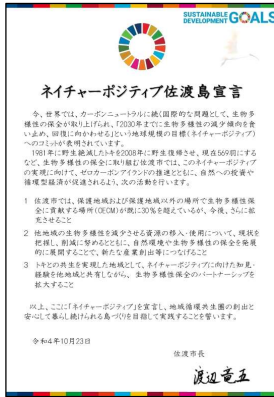 SUSTAINABLE
DEVELOPMENT GOALS
ネイチャーポジティブ佐渡島宣言
今、世界では、カーボンニュートラルに続く国際的な問題として、生物多
様性の保全が取り上げられ、「2030年までに生物多様性の減少傾向を食
い止め、回復に向かわせる」という地球規模の目標(ネイチャーポジティブ)
へのコミットが表明されています。
1981年に野生絶滅したトキを2008年に野生復帰させ、現在569羽にする
など、生物多様性の保全に取り組む佐渡市では、このネイチャーポジティブ
の実現に向けて、ゼロカーボンアイランドの推進とともに、自然への投資や
循環型経済が促進されるよう、次の活動を行います。
1 佐渡市では、保護地域および保護地域以外の場所で生物多様性保
全に貢献する場所(OECM)が既に30%を超えているが、今後、さらに拡
充させること
2 他地域の生物多様性を減少させる資源の移入・使用について、現状を
把握し、削減に努めるとともに、自然環境や生物多様性の保全を発展
的に展開することで、新たな産業創出等につなげること
3 トキとの共生を実現した地域として、ネイチャーポジティブに向けた知見・
経験を他地域と共有しながら、生物多様性保全のパートナーシップを
拡大すること
以上、ここに「ネイチャーポジティブ」を宣言し、地域循環共生圏の創出と
安心して暮らし続けられる島づくりを目指して実践することを誓います。
令和4年10月23日
佐渡市長
渡辺竜五